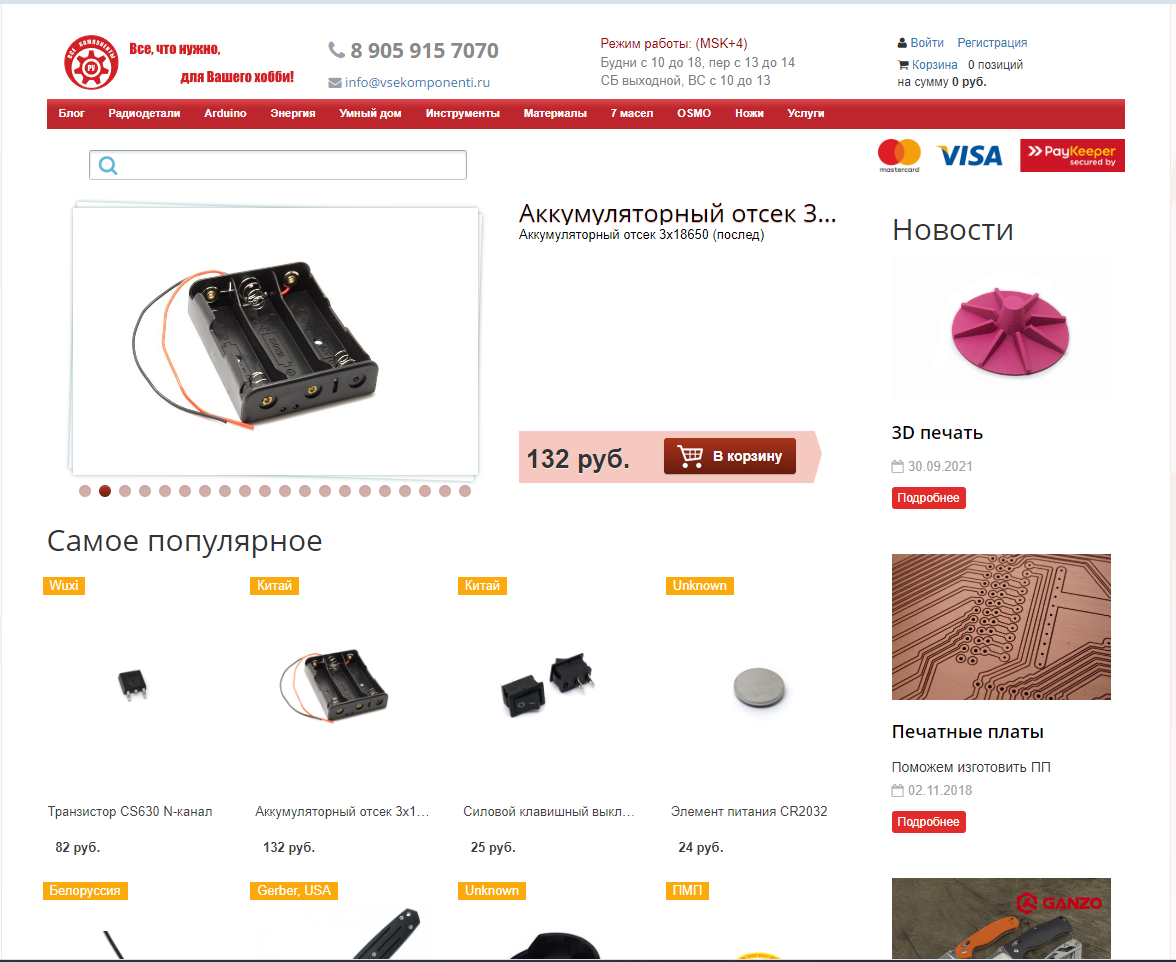 ВСЕ КОМПОНЕНТЫ
РУ
Все, что нужно,
для Вашего хобби!
8 905 915 7070
info@vsekomponenti.ru
Режим работы: (MSK+4)
Будни с 10 до 18, пер с 13 до 14
СБ выходной, ВС с 10 до 13
Войти Регистрация
Корзина 0 позиций
на сумму 0 руб.
Блог Радиодетали Arduino Энергия Умный дом Инструменты Материалы 7 масел OSMO Ножи Услуги
mastercard
VISA
PayKeeper
secured by
Аккумуляторный отсек 3...
Аккумуляторный отсек 3x18650 (послед)
132 руб.
В корзину
Новости
3D печать
30.09.2021
Подробнее
Печатные платы
Поможем изготовить ПП
02.11.2018
Подробнее
GANZO
Самое популярное
Wuxi
Китай
Китай
Unknown
Транзистор CS630 N-канал
Аккумуляторный отсек 3x1...
Силовой клавишный выкл...
Элемент питания CR2032
82 руб.
132 руб.
25 руб.
24 руб.
Белоруссия
Gerber, USA
Unknown
ПМП